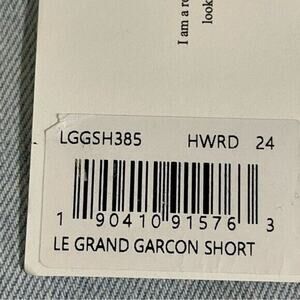 I am a r
look
LGGSH385 HWRD 24
1 90410 91576 3
LE GRAND GARCON SHORT